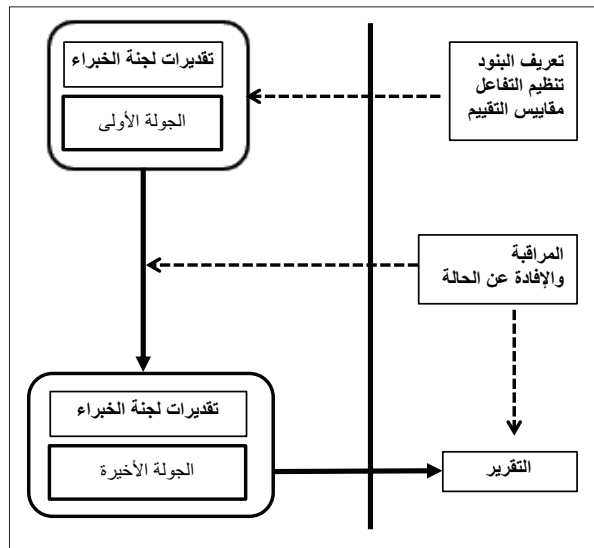 تعريف البنود
تنظيم التفاعل
مقاييس التقييم
تقديرات لجنة الخبراء
الجولة الأولى
المراقبة
والإفادة عن الحالة
تقديرات لجنة الخبراء
الجولة الأخيرة
التقرير